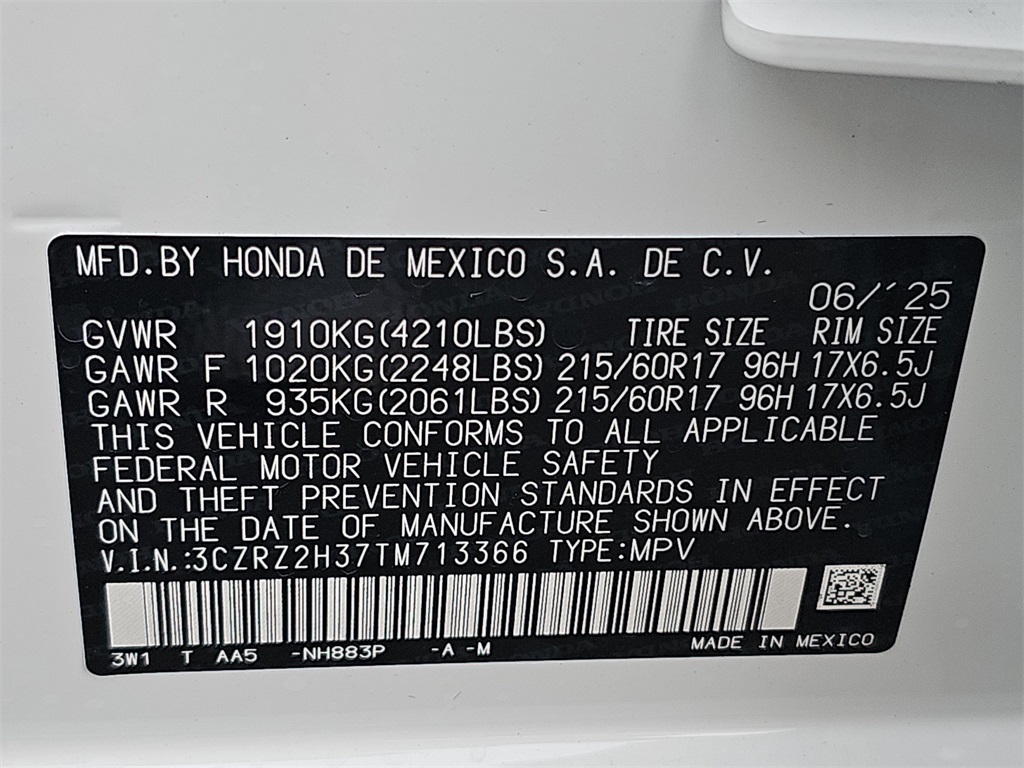 MFD.BY HONDA DE MEXICO S.A. DE C.V.
06/´25
GVWR 1910KG(4210LBS) TIRE SIZE RIM SIZE
GAWR F 1020KG(2248LBS) 215/60R17 96H 17X6.5J
GAWR R 935KG(2061LBS) 215/60R17 96H 17X6.5J
THIS VEHICLE CONFORMS TO ALL APPLICABLE
FEDERAL MOTOR VEHICLE SAFETY
AND THEFT PREVENTION STANDARDS IN EFFECT
ON THE DATE OF MANUFACTURE SHOWN ABOVE.
V.I.N.:3CZRZ2H37TM713366 TYPE:MPV
3W1 T AA5 -NH883P -A -M MADE IN MEXICO